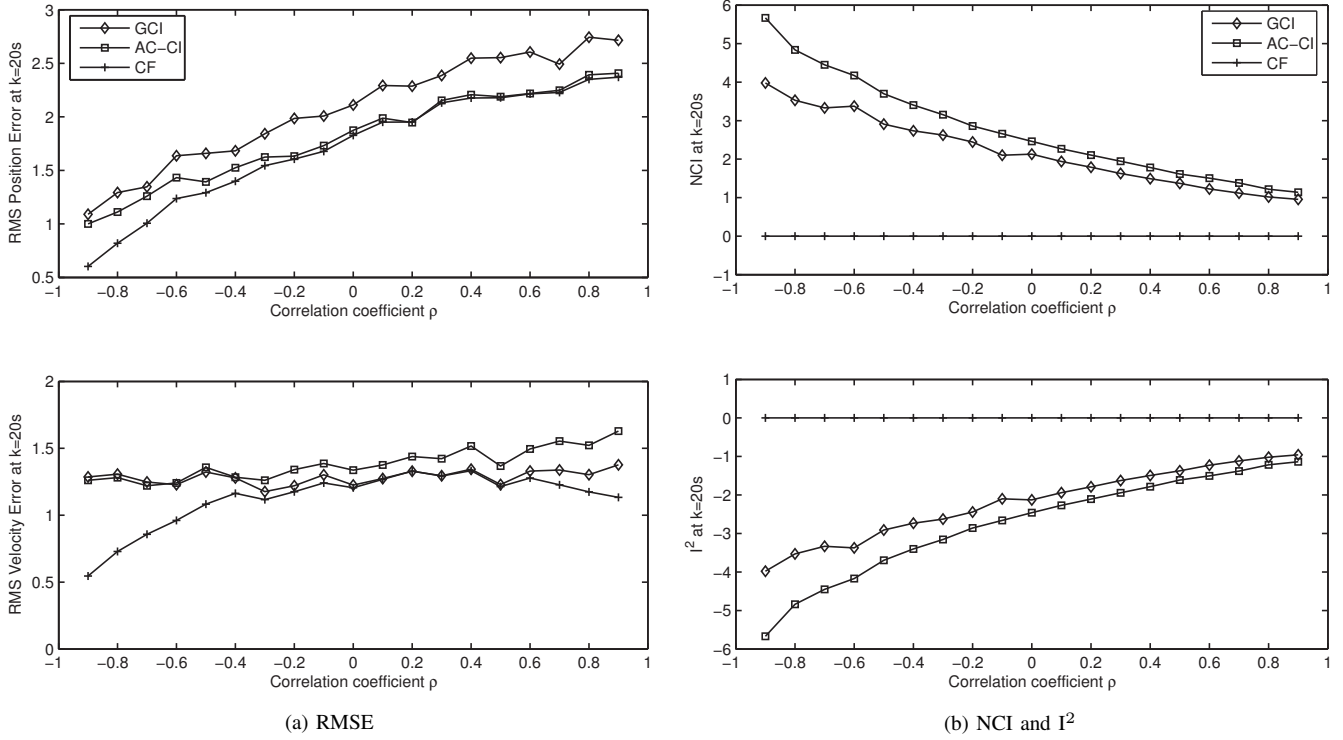 3
2.5
2
1.5
1
0.5
RMS Position Error at k=20s
GCI
AC−CI
CF
−1 −0.8 −0.6 −0.4 −0.2 0 0.2 0.4 0.6 0.8 1
Correlation coefficient ρ
2
1.5
1
0.5
0
RMS Velocity Error at k=20s
−1 −0.8 −0.6 −0.4 −0.2 0 0.2 0.4 0.6 0.8 1
Correlation coefficient ρ
(a) RMSE
6
5
4
3
2
1
0
−1
NCI at k=20s
GCI
AC−CI
CF
−1 −0.8 −0.6 −0.4 −0.2 0 0.2 0.4 0.6 0.8 1
Correlation coefficient ρ
1
0
−1
−2
−3
−4
−5
−6
I² at k=20s
−1 −0.8 −0.6 −0.4 −0.2 0 0.2 0.4 0.6 0.8 1
Correlation coefficient ρ
(b) NCI and I²